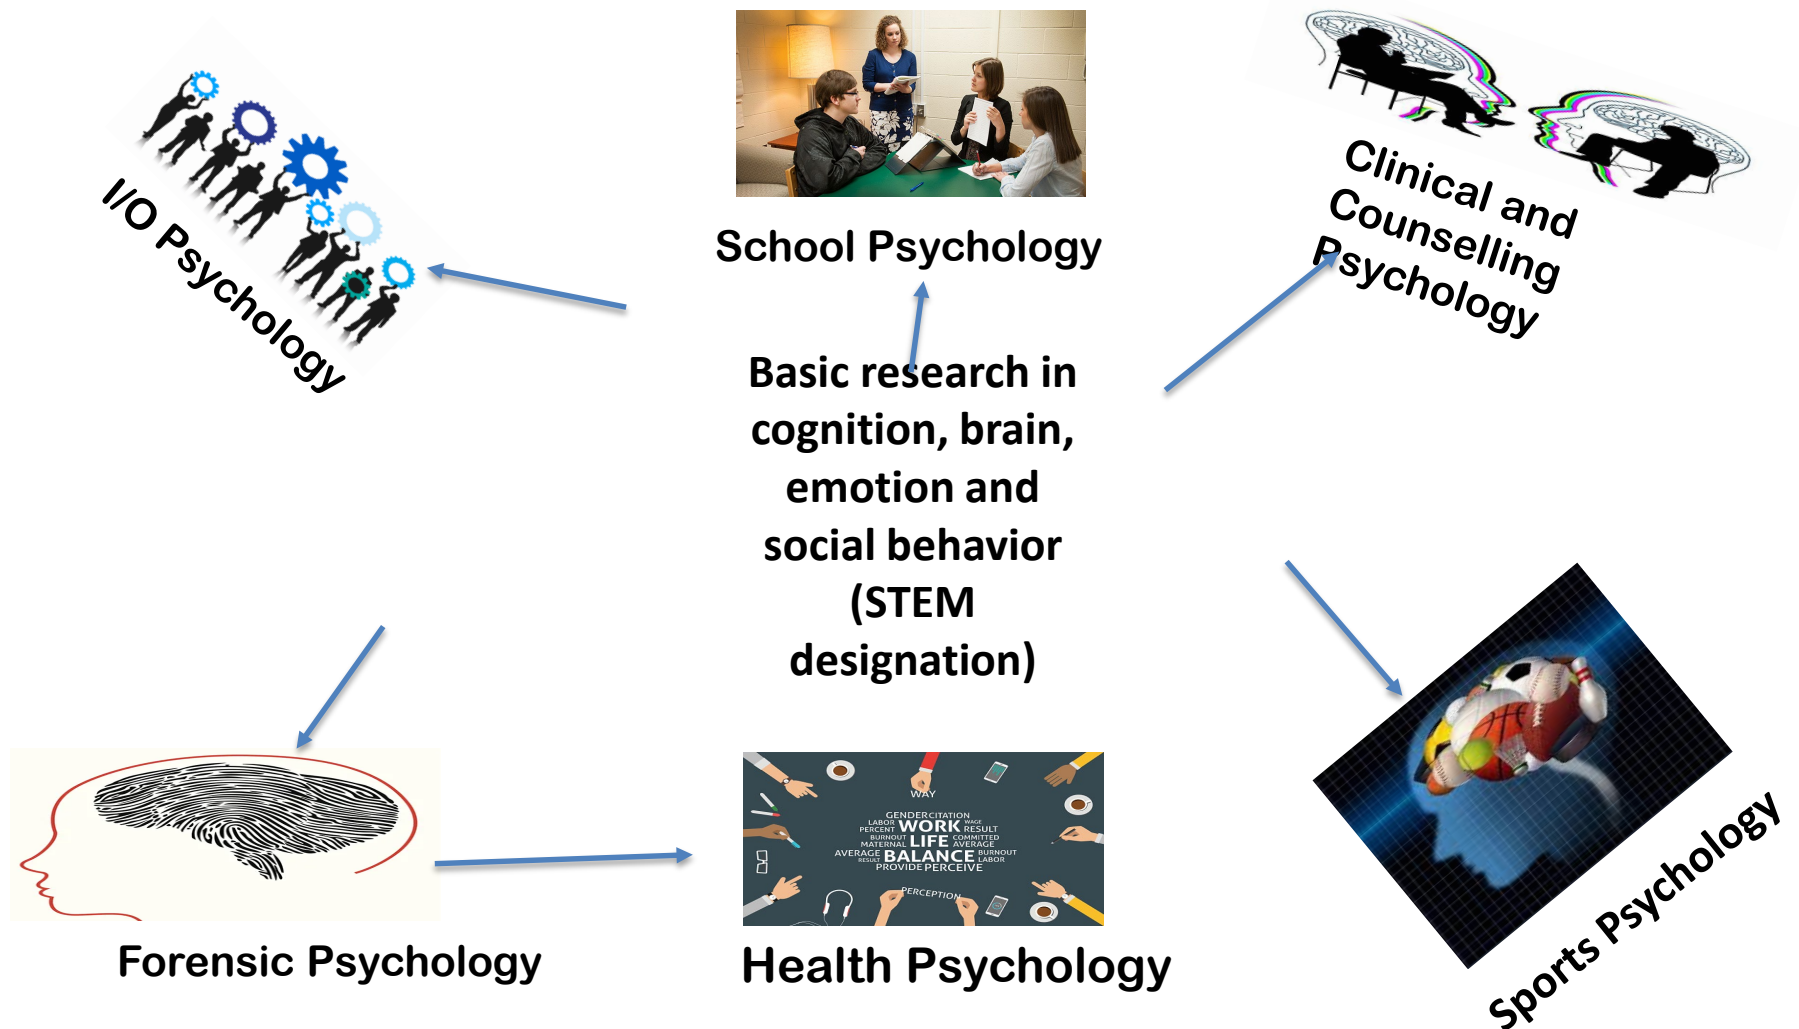 I/O Psychology
School Psychology
Clinical and
Counselling
Psychology
Basic research in
cognition, brain,
emotion and
social behavior
(STEM
designation)
WAY
GENDER CITATION
LABOR WORK WAGE
PERCENT RESULT
BURNOUT LIFE COMMITTED
MATERNAL AVERAGE
AVERAGE BALANCE BURNOUT
RESULT LABOR
PROVIDE PERCEIVE
PERCEPTION
Forensic Psychology
Health Psychology
Sports Psychology